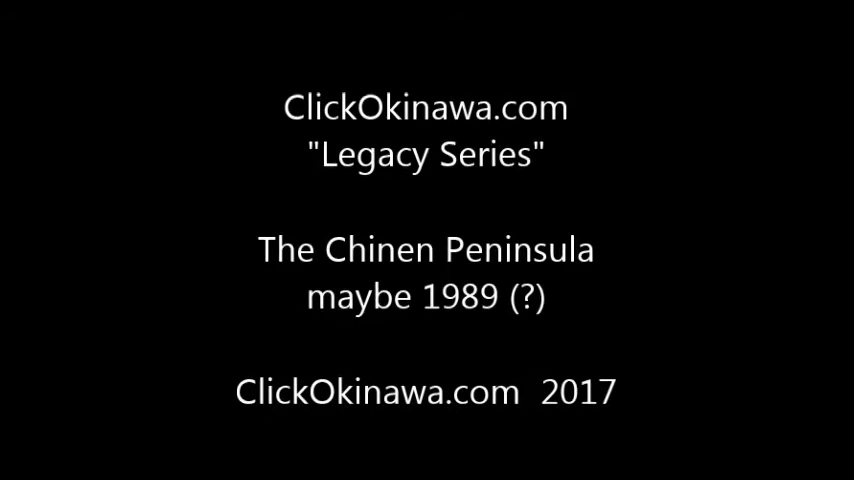 ClickOkinawa.com
"Legacy Series"
The Chinen Peninsula
maybe 1989 (?)
ClickOkinawa.com 2017